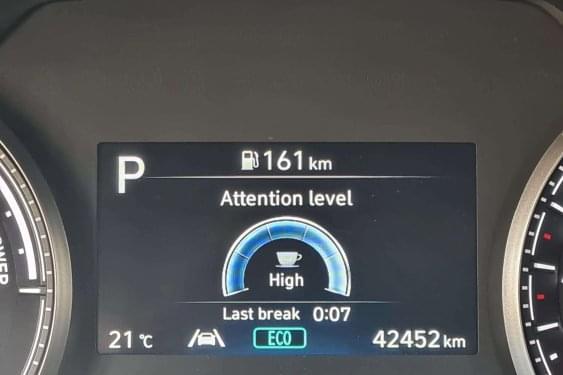 161 km
P
Attention level
High
Last break 0:07
21 °C ECO 42452 km